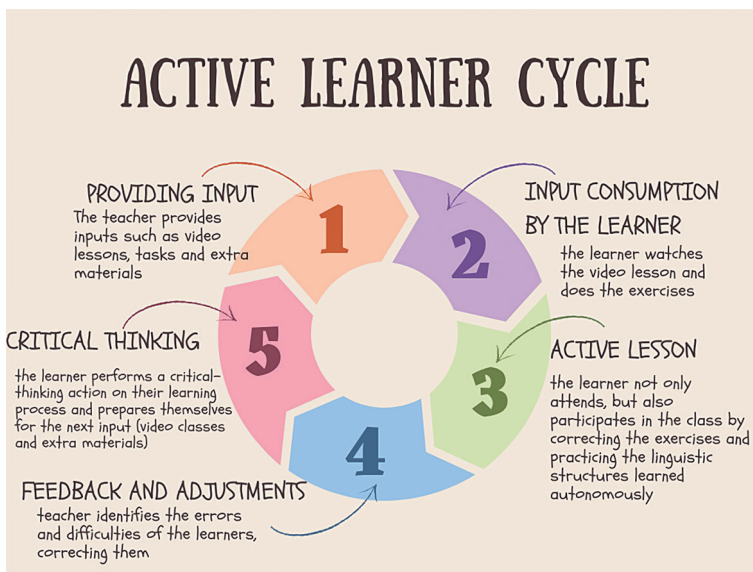 ACTIVE LEARNER CYCLE
PROVIDING INPUT
The teacher provides
inputs such as video
lessons, tasks and extra
materials
1
2
INPUT CONSUMPTION
BY THE LEARNER
the learner watches
the video lesson and
does the exercises
3
ACTIVE LESSON
the learner not only
attends, but also
participates in the class by
correcting the exercises and
practicing the linguistic
structures learned
autonomously
4
FEEDBACK AND ADJUSTMENTS
teacher identifies the errors
and difficulties of the learners,
correcting them
5
CRITICAL THINKING
the learner performs a critical-
thinking action on their learning
process and prepares themselves
for the next input (video classes
and extra materials)